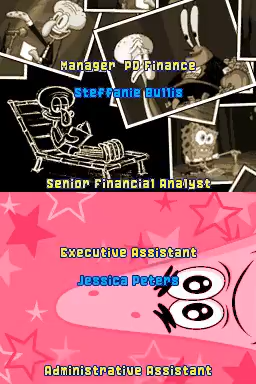 Manager PD Finance
Steffanie Bullis
Senior Financial Analyst
Executive Assistant
Jessica Peters
Administrative Assistant